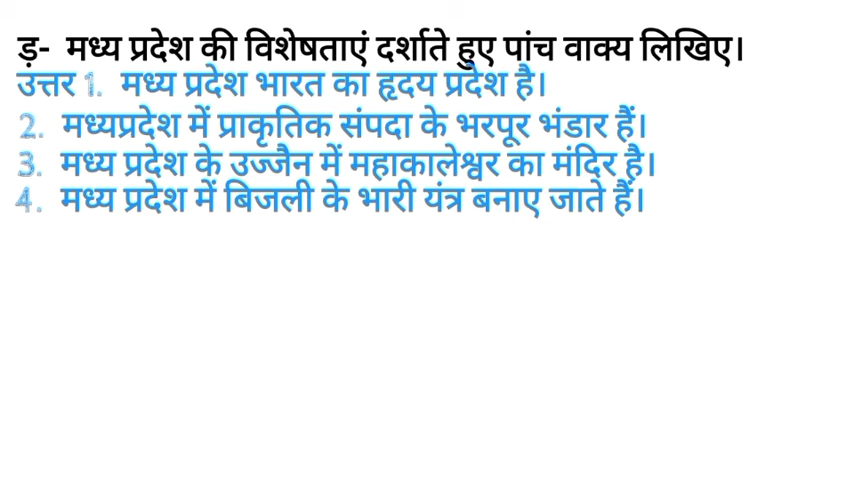 ड़- मध्य प्रदेश की विशेषताएं दर्शाते हुए पांच वाक्य लिखिए।
उत्तर 1. मध्य प्रदेश भारत का हृदय प्रदेश है।
2. मध्यप्रदेश में प्राकृतिक संपदा के भरपूर भंडार हैं।
3. मध्य प्रदेश के उज्जैन में महाकालेश्वर का मंदिर है।
4. मध्य प्रदेश में बिजली के भारी यंत्र बनाए जाते हैं।